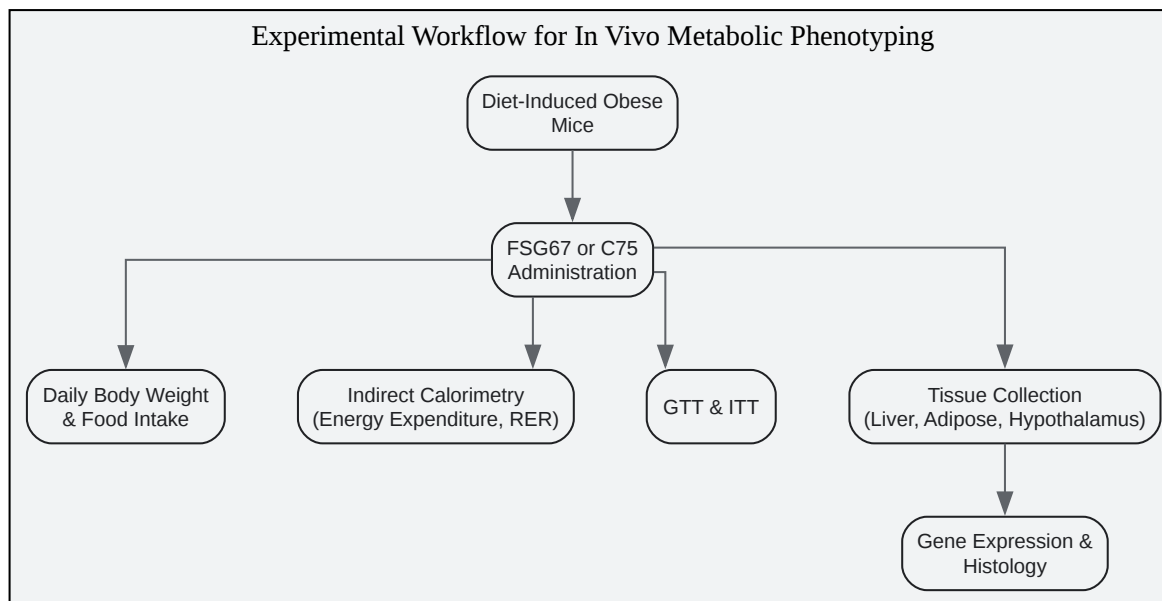 Experimental Workflow for In Vivo Metabolic Phenotyping
Diet-Induced Obese
Mice
FSG67 or C75
Administration
Daily Body Weight
& Food Intake
Indirect Calorimetry
(Energy Expenditure, RER)
GTT & ITT
Tissue Collection
(Liver, Adipose, Hypothalamus)
Gene Expression &
Histology